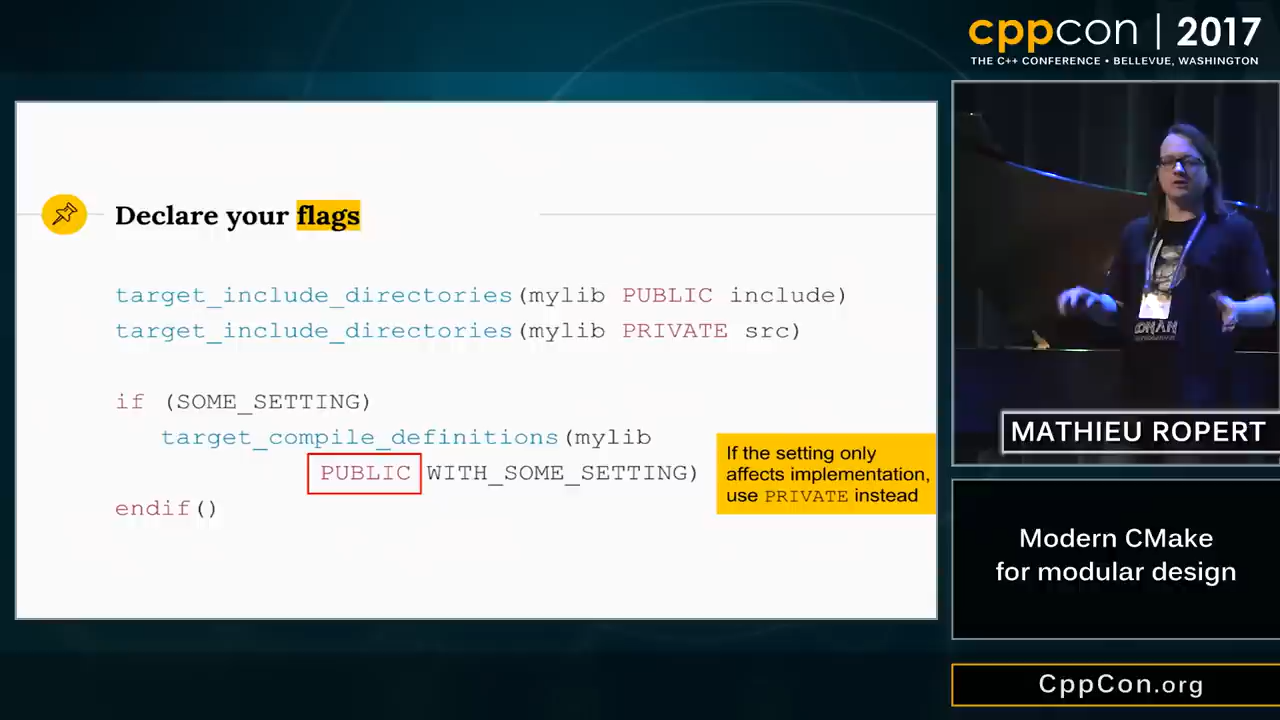 cppcon | 2017
THE C++ CONFERENCE • BELLEVUE, WASHINGTON
Declare your flags
target_include_directories(mylib PUBLIC include)
target_include_directories(mylib PRIVATE src)
if (SOME_SETTING)
target_compile_definitions(mylib
PUBLIC WITH_SOME_SETTING)
endif()
If the setting only
affects implementation,
use PRIVATE instead
CONAN
MATHIEU ROPERT
Modern CMake
for modular design
CppCon.org